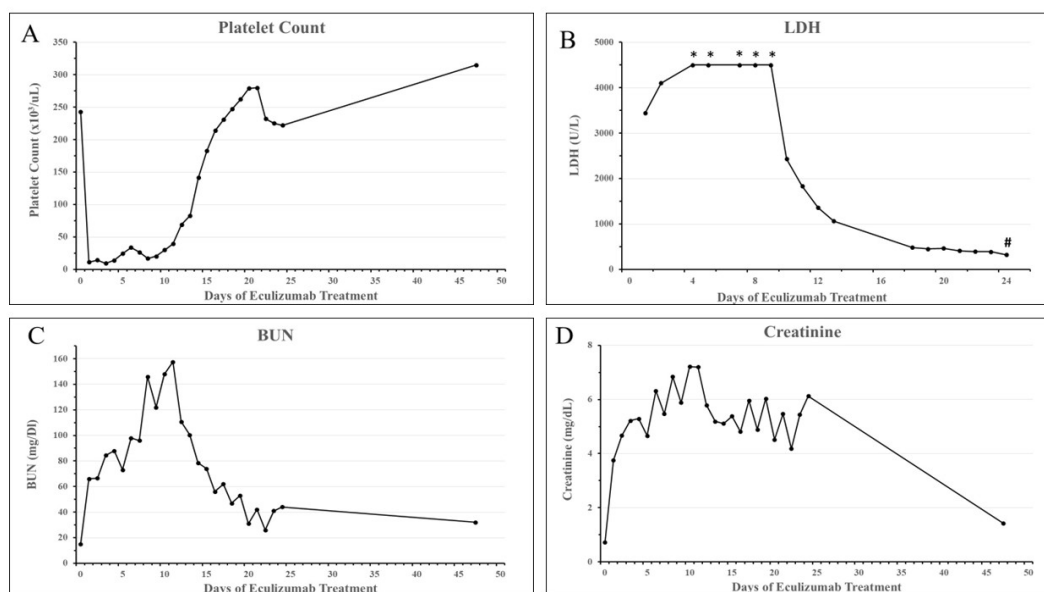 A
Platelet Count
Platelet Count (x10³/uL)
350
300
250
200
150
100
50
0
0 5 10 15 20 25 30 35 40 45 50
Days of Eculizumab Treatment
B
LDH
LDH (U/L)
5000
4000
3000
2000
1000
0
* * * * *
#
0 4 8 12 16 20 24
Days of Eculizumab Treatment
C
BUN
BUN (mg/Dl)
160
140
120
100
80
60
40
20
0
0 5 10 15 20 25 30 35 40 45 50
Days of Eculizumab Treatment
D
Creatinine
Creatinine (mg/dL)
8
6
4
2
0
0 5 10 15 20 25 30 35 40 45 50
Days of Eculizumab Treatment